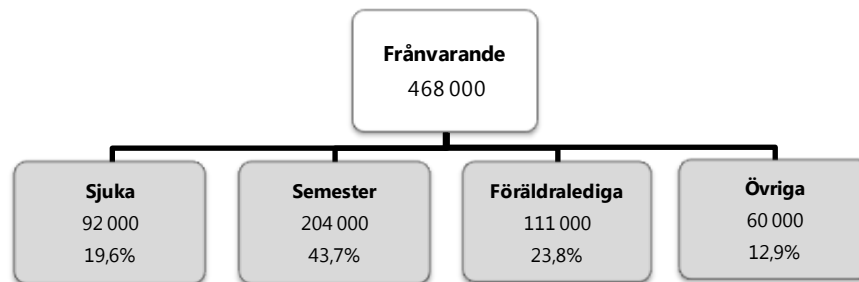 Frånvarande
468 000
Sjuka
92 000
19,6%
Semester
204 000
43,7%
Föräldralediga
111 000
23,8%
Övriga
60 000
12,9%